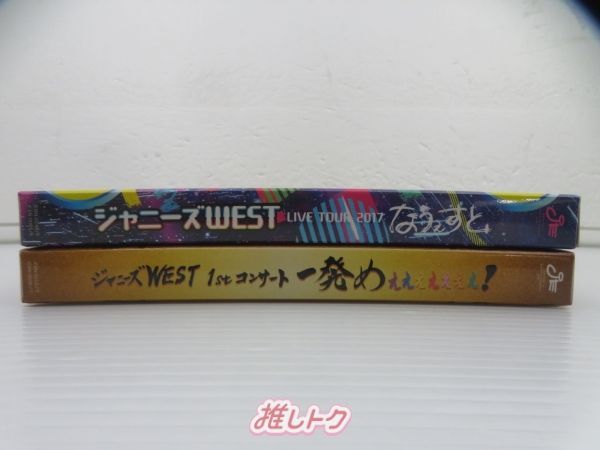 ジャニーズWEST LIVE TOUR 2017 なうぇすと
ジャニーズWEST 1stコンサート 一発めぇぇぇぇぇぇぇ!
推しトク